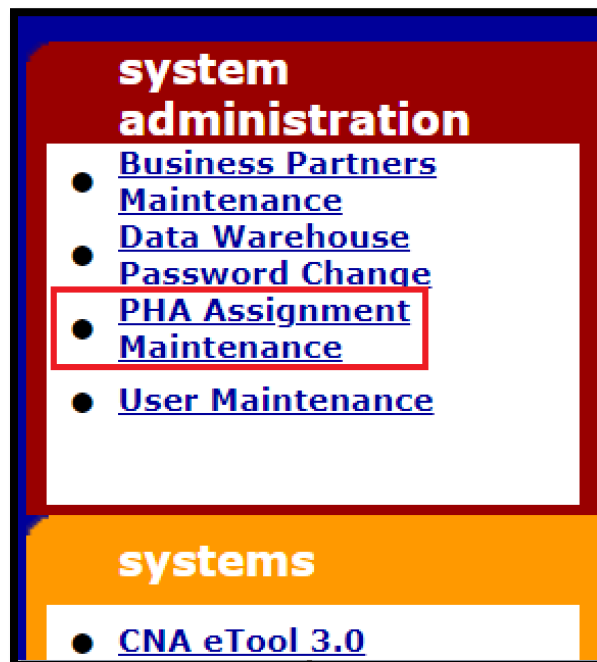 system
administration
Business Partners
Maintenance
Data Warehouse
Password Change
PHA Assignment
Maintenance
User Maintenance
systems
CNA eTool 3.0